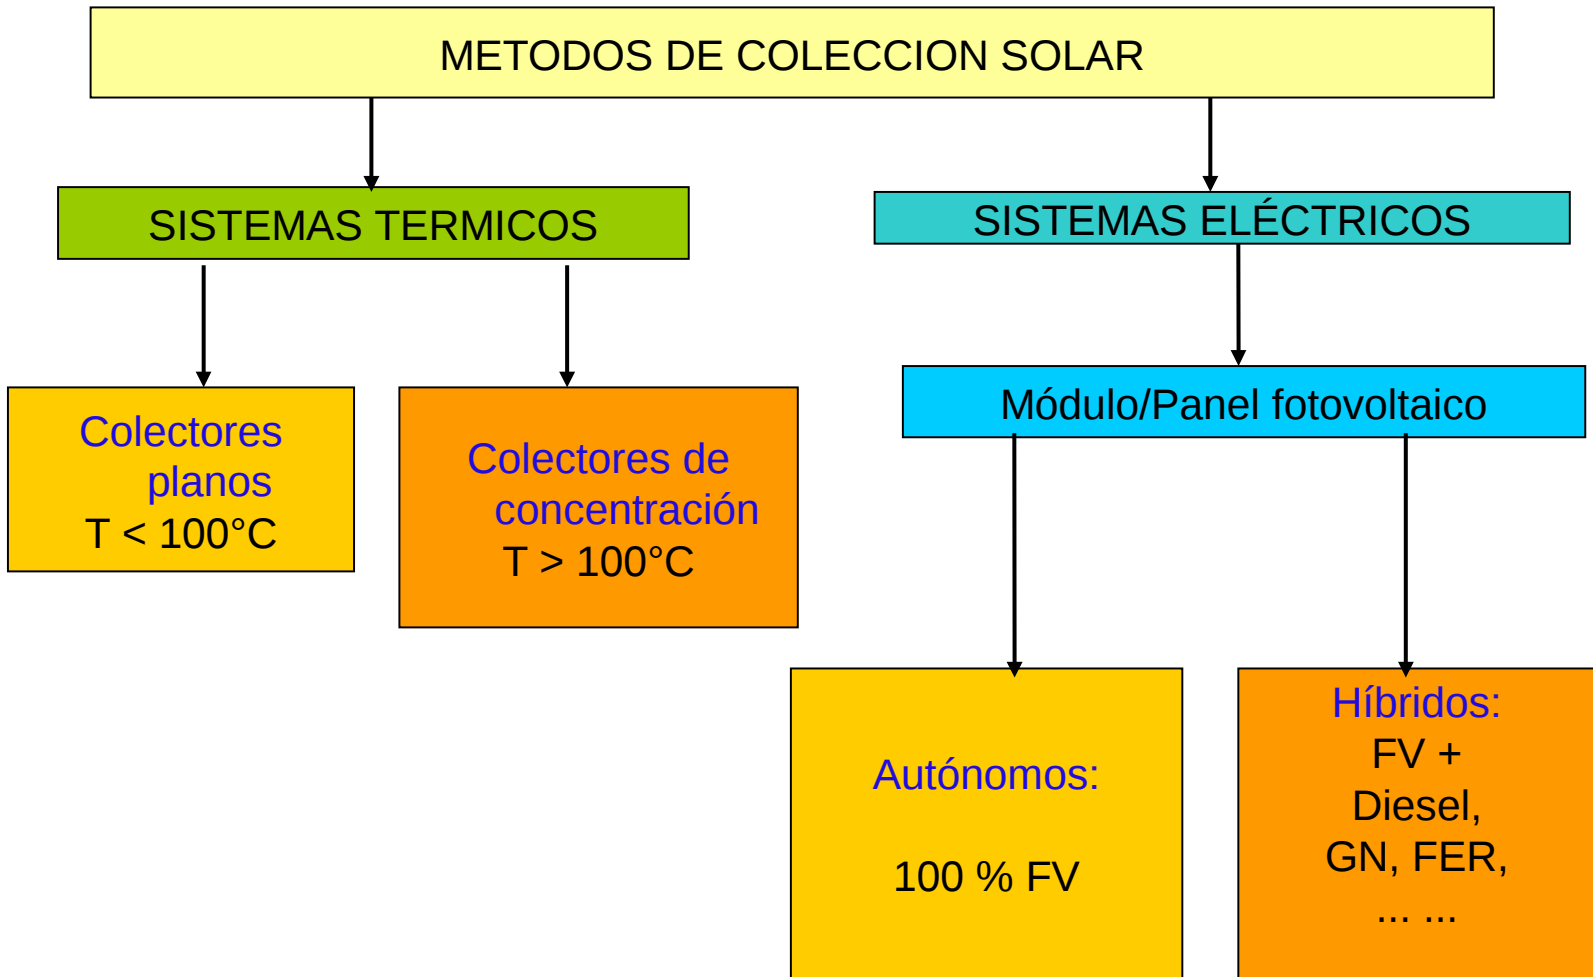 METODOS DE COLECCION SOLAR
SISTEMAS TERMICOS
SISTEMAS ELÉCTRICOS
Colectores
planos
T < 100°C
Colectores de
concentración
T > 100°C
Módulo/Panel fotovoltaico
Autónomos:
100 % FV
Híbridos:
FV +
Diesel,
GN, FER,
... ...